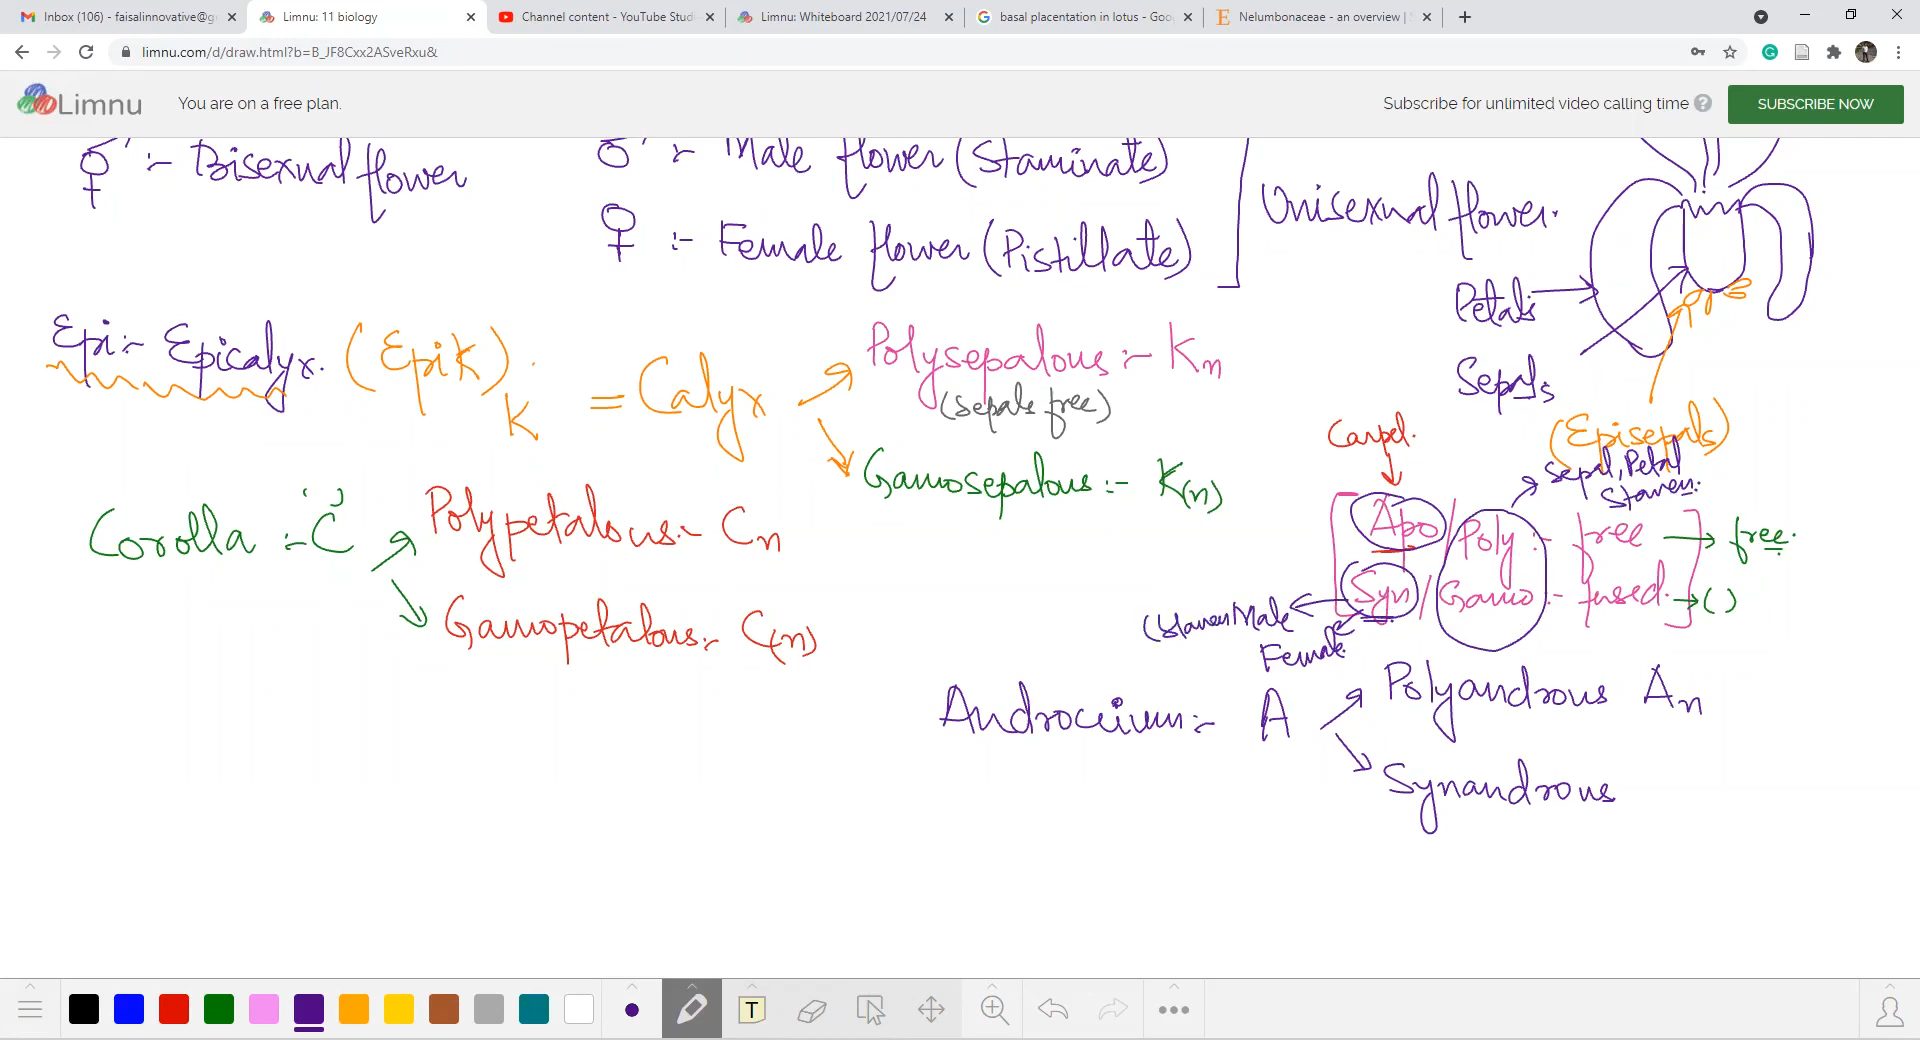 Inbox (106) - faisalinnovative@g
Limnu: 11 biology
Channel content - YouTube Studi
Limnu: Whiteboard 2021/07/24
basal placentation in lotus - Goo
Nelumbonaceae - an overview | S
limnu.com/d/draw.html?b=B_JF8Cxx2ASveRxu&
Limnu
You are on a free plan.
Subscribe for unlimited video calling time ?
SUBSCRIBE NOW
⚥ :- Bisexual flower
♂ :- Male flower (Staminate)
♀ :- Female flower (Pistillate)
Unisexual flower.
Petals
Sepals
(Episepals)
Epi:- Epicalyx. (EpiK)
K = Calyx
Polysepalous :- Kn
(sepals free)
Gamosepalous :- K(n)
Corolla :- C
Polypetalous:- Cn
Gamopetalous:- C(n)
Carpel.
Sepal, Petal
Stamen.
Apo/Poly :- free → free.
Syn/Gamo :- fused. → ( )
(Stamen Male
Female
Androecium:- A
Polyandrous An
Synandrous
T